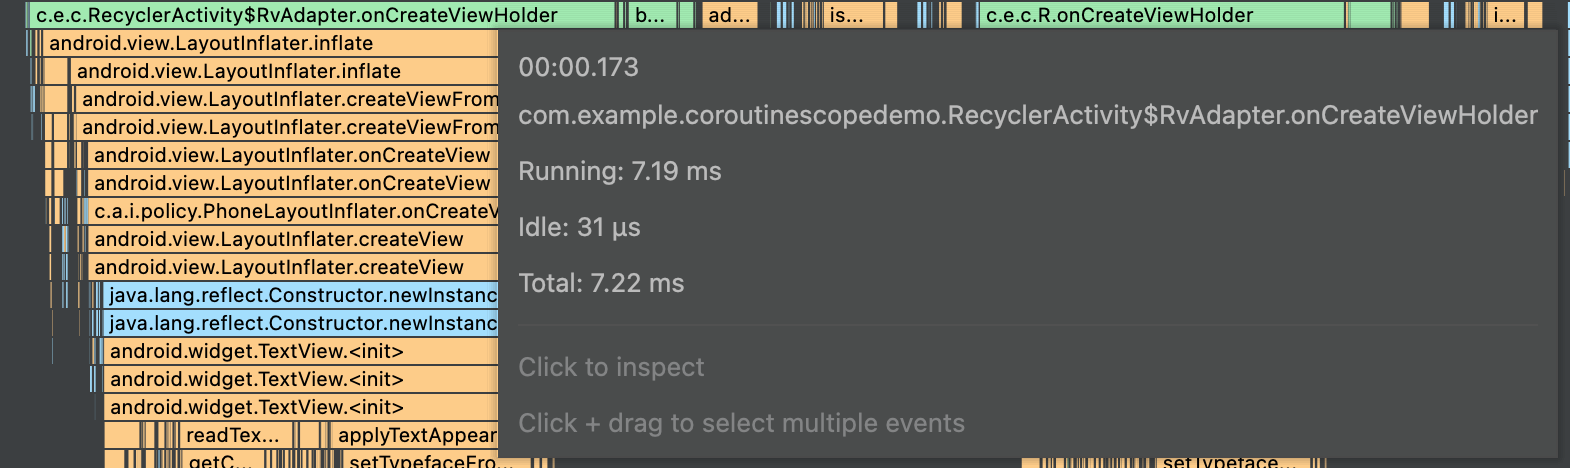 c.e.c.RecyclerActivity$RvAdapter.onCreateViewHolder b... ad... is... c.e.c.R.onCreateViewHolder i...
android.view.LayoutInflater.inflate
android.view.LayoutInflater.inflate
android.view.LayoutInflater.createViewFrom
android.view.LayoutInflater.createViewFrom
android.view.LayoutInflater.onCreateView
android.view.LayoutInflater.onCreateView
c.a.i.policy.PhoneLayoutInflater.onCreateV
android.view.LayoutInflater.createView
android.view.LayoutInflater.createView
java.lang.reflect.Constructor.newInstanc
java.lang.reflect.Constructor.newInstanc
android.widget.TextView.<init>
android.widget.TextView.<init>
android.widget.TextView.<init>
readTex... applyTextAppear
getC... setTypefaceFro... setTypeface...
00:00.173
com.example.coroutinescopedemo.RecyclerActivity$RvAdapter.onCreateViewHolder
Running: 7.19 ms
Idle: 31 μs
Total: 7.22 ms
Click to inspect
Click + drag to select multiple events